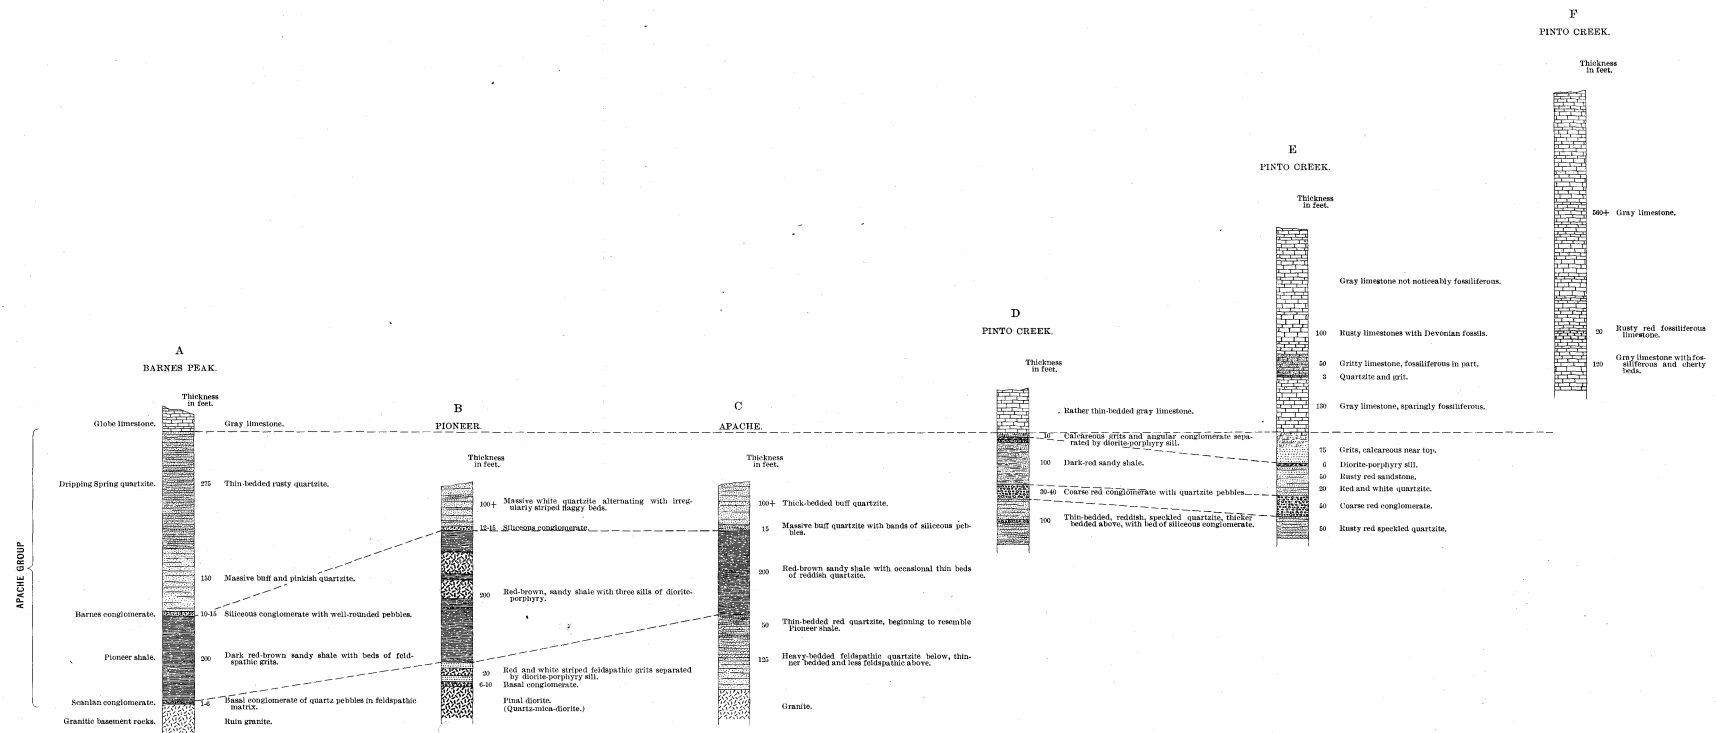 A
BARNES PEAK.
Thickness
in feet.
Globe limestone.
Gray limestone.
Dripping Spring quartzite.
275
Thin-bedded rusty quartzite.
150
Massive buff and pinkish quartzite.
Barnes conglomerate.
10-15
Siliceous conglomerate with well-rounded pebbles.
Pioneer shale.
200
Dark red-brown sandy shale with beds of feld-
spathic grits.
Scanlan conglomerate.
1-6
Basal conglomerate of quartz pebbles in feldspathic
matrix.
Granitic basement rocks.
Ruin granite.
APACHE GROUP
B
PIONEER.
Thickness
in feet.
100+
Massive white quartzite alternating with irreg-
ularly striped flaggy beds.
12-15
Siliceous conglomerate.
200
Red-brown, sandy shale with three sills of diorite-
porphyry.
20
Red and white striped feldspathic grits separated
by diorite-porphyry sill.
6-10
Basal conglomerate.
Pinal diorite.
(Quartz-mica-diorite.)
C
APACHE.
Thickness
in feet.
100+
Thick-bedded buff quartzite.
15
Massive buff quartzite with bands of siliceous peb-
bles.
200
Red-brown sandy shale with occasional thin beds
of reddish quartzite.
50
Thin-bedded red quartzite, beginning to resemble
Pioneer shale.
125
Heavy-bedded feldspathic quartzite below, thin-
ner bedded and less feldspathic above.
Granite.
D
PINTO CREEK.
Thickness
in feet.
Rather thin-bedded gray limestone.
10
Calcareous grits and angular conglomerate sepa-
rated by diorite-porphyry sill.
100
Dark-red sandy shale.
30-40
Coarse red conglomerate with quartzite pebbles.
100
Thin-bedded, reddish, speckled quartzite, thicker
bedded above, with bed of siliceous conglomerate.
E
PINTO CREEK.
Thickness
in feet.
Gray limestone not noticeably fossiliferous.
100
Rusty limestones with Devonian fossils.
50
Gritty limestone, fossiliferous in part.
3
Quartzite and grit.
130
Gray limestone, sparingly fossiliferous.
75
Grits, calcareous near top.
6
Diorite-porphyry sill.
50
Rusty red sandstone.
20
Red and white quartzite.
50
Coarse red conglomerate.
50
Rusty red speckled quartzite.
F
PINTO CREEK.
Thickness
in feet.
560+
Gray limestone.
20
Rusty red fossiliferous
limestone.
120
Gray limestone with fos-
siliferous and cherty
beds.